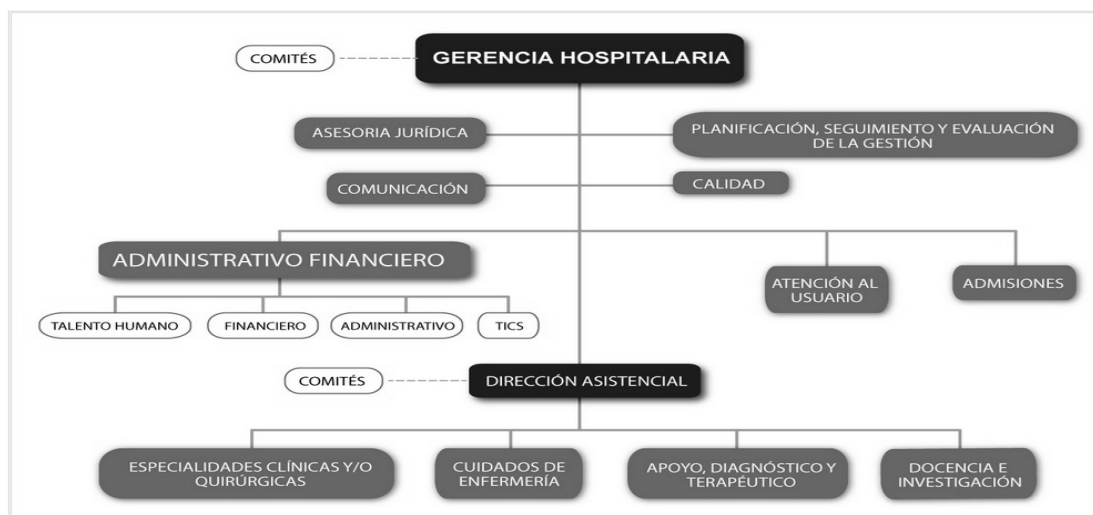 COMITÉS
GERENCIA HOSPITALARIA
ASESORIA JURÍDICA
PLANIFICACIÓN, SEGUIMIENTO Y EVALUACIÓN
DE LA GESTIÓN
COMUNICACIÓN
CALIDAD
ADMINISTRATIVO FINANCIERO
ATENCIÓN AL
USUARIO
ADMISIONES
TALENTO HUMANO
FINANCIERO
ADMINISTRATIVO
TICS
COMITÉS
DIRECCIÓN ASISTENCIAL
ESPECIALIDADES CLÍNICAS Y/O
QUIRÚRGICAS
CUIDADOS DE
ENFERMERÍA
APOYO, DIAGNÓSTICO Y
TERAPÉUTICO
DOCENCIA E
INVESTIGACIÓN